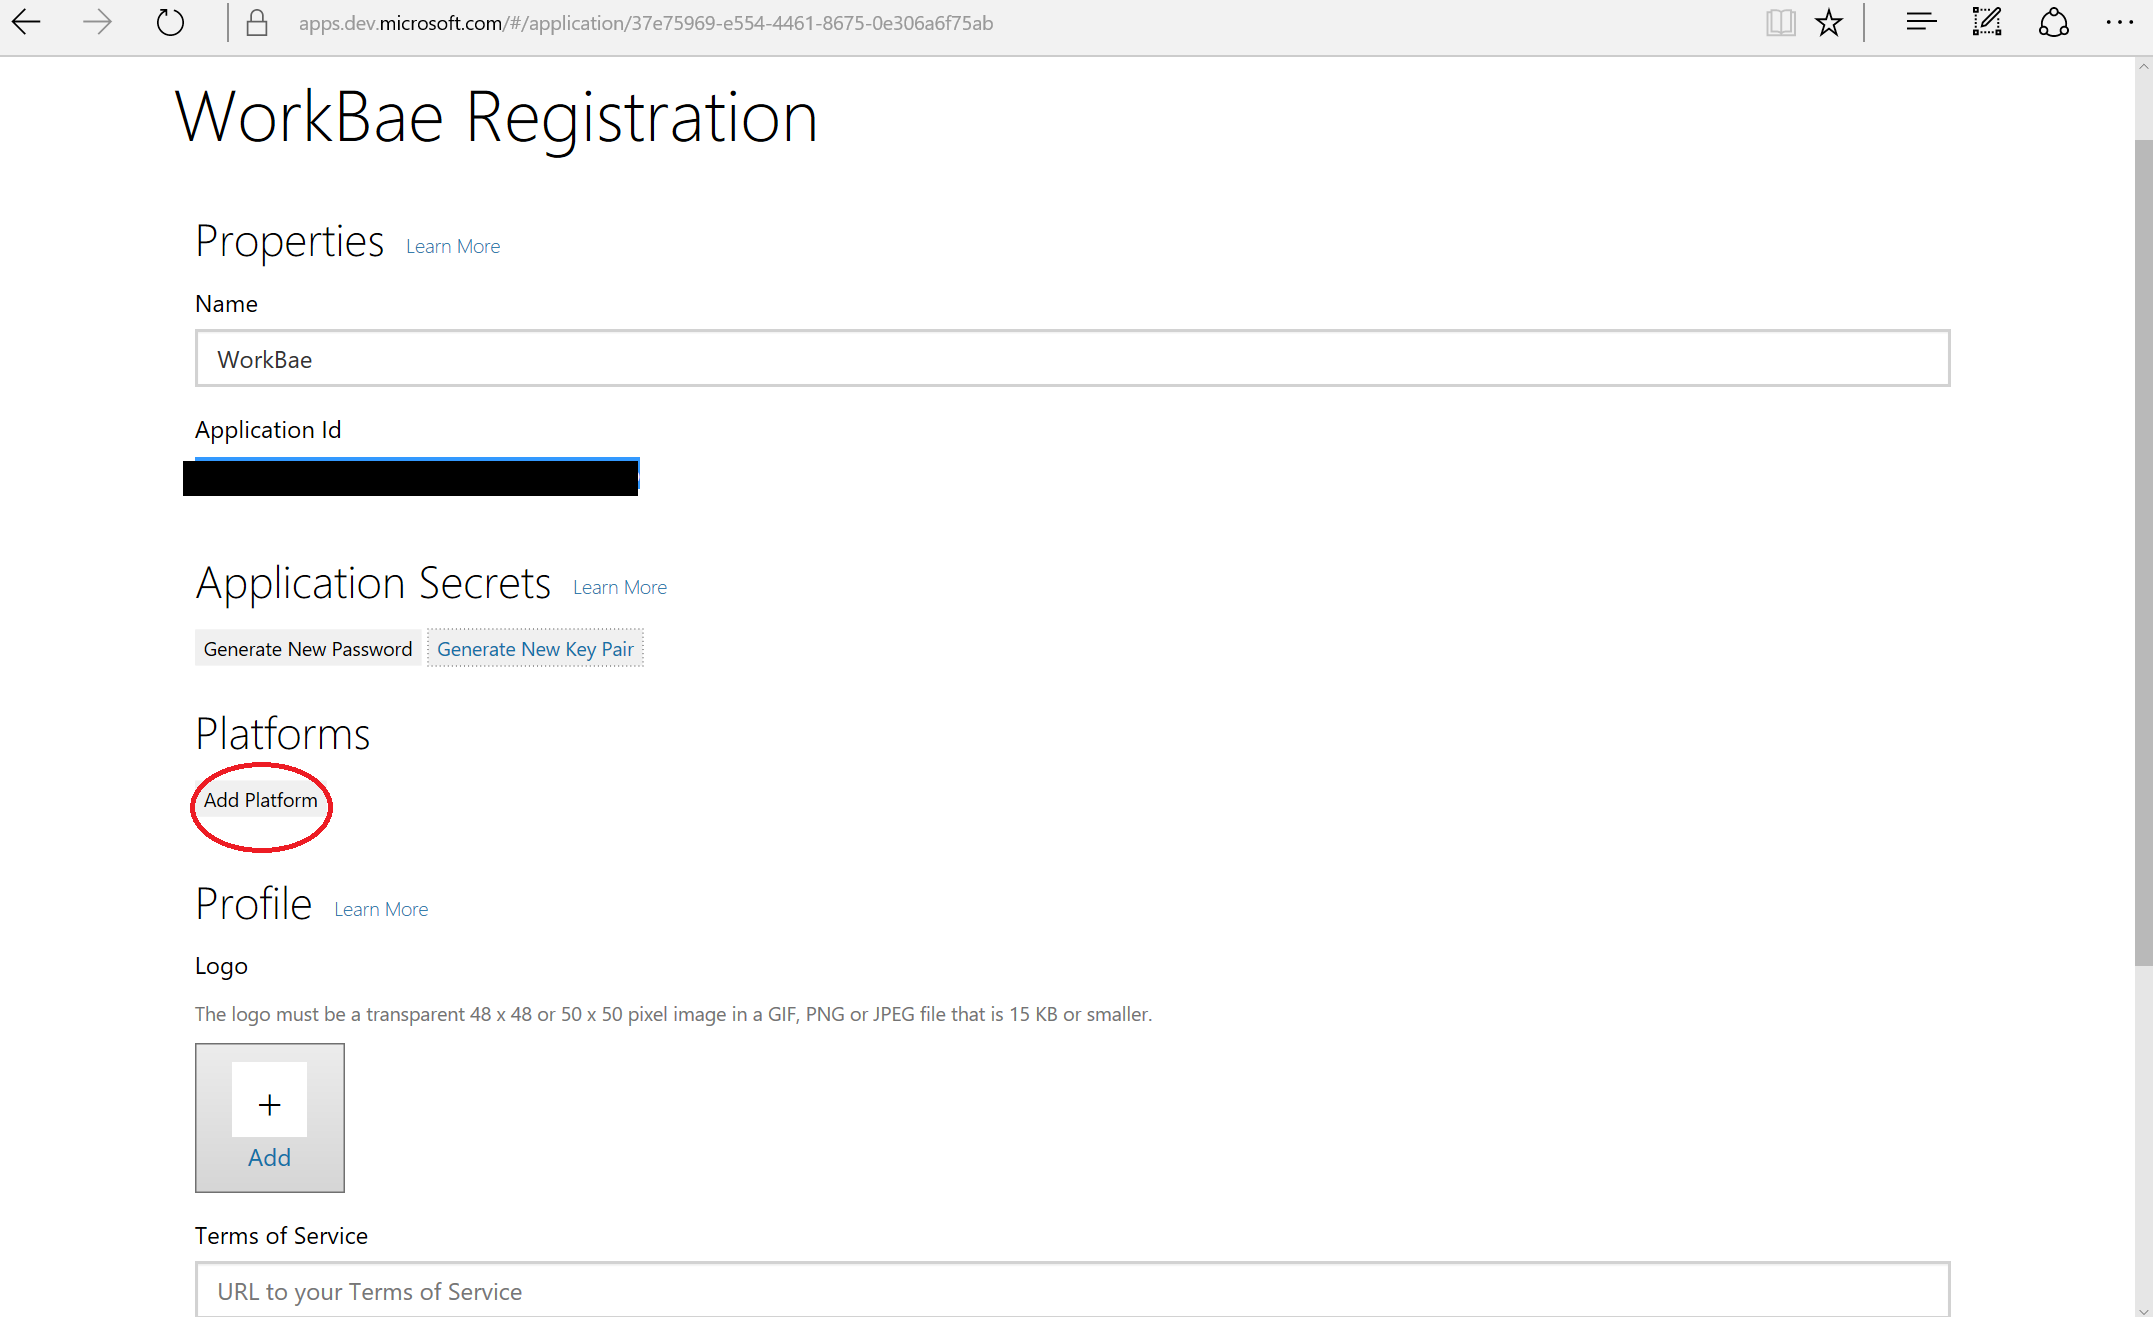 apps.dev.microsoft.com/#/application/37e75969-e554-4461-8675-0e306a6f75ab
WorkBae Registration
Properties Learn More
Name
WorkBae
Application Id
Application Secrets Learn More
Generate New Password Generate New Key Pair
Platforms
Add Platform
Profile Learn More
Logo
The logo must be a transparent 48 x 48 or 50 x 50 pixel image in a GIF, PNG or JPEG file that is 15 KB or smaller.
+
Add
Terms of Service
URL to your Terms of Service